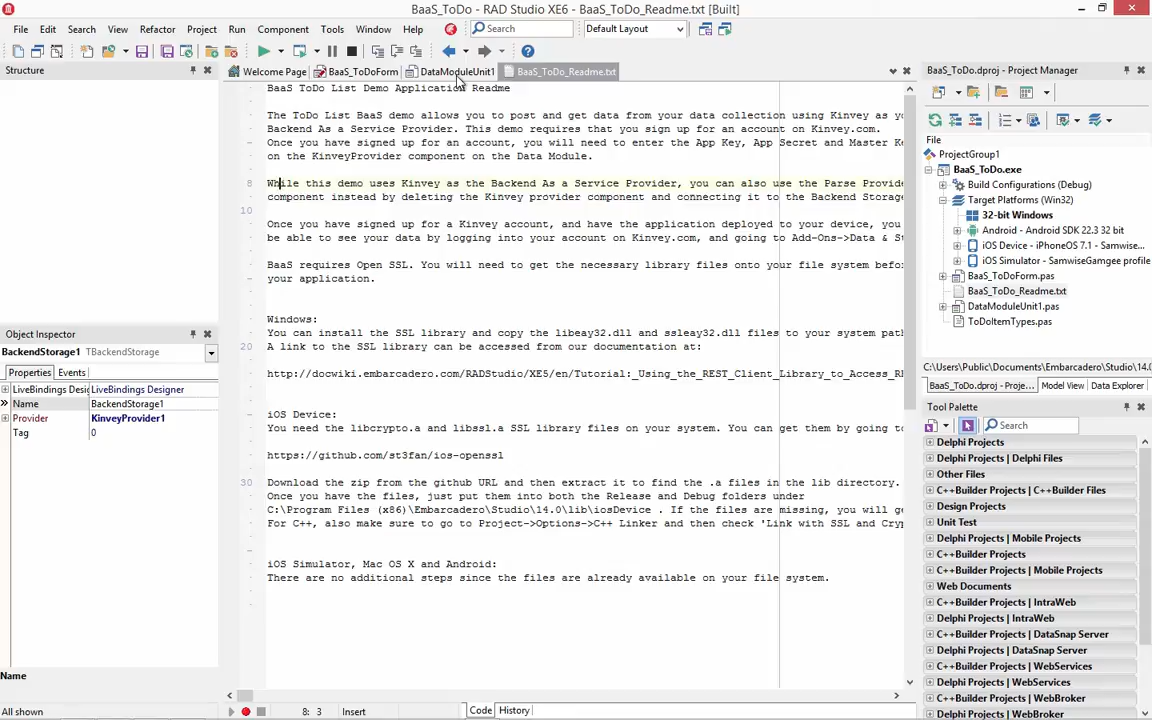 BaaS_ToDo - RAD Studio XE6 - BaaS_ToDo_Readme.txt [Built]
File Edit Search View Refactor Project Run Component Tools Window Help
Search
Default Layout
Structure
Welcome Page
BaaS_ToDoForm
DataModuleUnit1
BaaS_ToDo_Readme.txt
BaaS ToDo List Demo Application Readme
The ToDo List BaaS demo allows you to post and get data from your data collection using Kinvey as yo
Backend As a Service Provider. This demo requires that you sign up for an account on Kinvey.com.
Once you have signed up for an account, you will need to enter the App Key, App Secret and Master Ke
on the KinveyProvider component on the Data Module.
8 While this demo uses Kinvey as the Backend As a Service Provider, you can also use the Parse Provide
component instead by deleting the Kinvey provider component and connecting it to the Backend Storage
10
Once you have signed up for a Kinvey account, and have the application deployed to your device, you
be able to see your data by logging into your account on Kinvey.com, and going to Add-Ons->Data & St
BaaS requires Open SSL. You will need to get the necessary library files onto your file system befor
your application.
Windows:
You can install the SSL library and copy the libeay32.dll and ssleay32.dll files to your system path
20 A link to the SSL library can be accessed from our documentation at:
http://docwiki.embarcadero.com/RADStudio/XE5/en/Tutorial:_Using_the_REST_Client_Library_to_Access_RE
iOS Device:
You need the libcrypto.a and libssl.a SSL library files on your system. You can get them by going to
https://github.com/st3fan/ios-openssl
30 Download the zip from the github URL and then extract it to find the .a files in the lib directory.
Once you have the files, just put them into both the Release and Debug folders under
C:\Program Files (x86)\Embarcadero\Studio\14.0\lib\iosDevice . If the files are missing, you will ge
For C++, also make sure to go to Project->Options->C++ Linker and then check 'Link with SSL and Cryp
iOS Simulator, Mac OS X and Android:
There are no additional steps since the files are already available on your file system.
Object Inspector
BackendStorage1 TBackendStorage
Properties Events
LiveBindings Desig LiveBindings Designer
Name BackendStorage1
Provider KinveyProvider1
Tag 0
Name
All shown
8: 3 Insert
Code History
BaaS_ToDo.dproj - Project Manager
File
ProjectGroup1
BaaS_ToDo.exe
Build Configurations (Debug)
Target Platforms (Win32)
32-bit Windows
Android - Android SDK 22.3 32 bit
iOS Device - iPhoneOS 7.1 - Samwise...
iOS Simulator - SamwiseGamgee profile
BaaS_ToDoForm.pas
BaaS_ToDo_Readme.txt
DataModuleUnit1.pas
ToDoItemTypes.pas
C:\Users\Public\Documents\Embarcadero\Studio\14.0
BaaS_ToDo.dproj - Proje... Model View Data Explorer
Tool Palette
Search
Delphi Projects
Delphi Projects | Delphi Files
Other Files
C++Builder Projects | C++Builder Files
Design Projects
Unit Test
Delphi Projects | Mobile Projects
C++Builder Projects
C++Builder Projects | Mobile Projects
Web Documents
C++Builder Projects | IntraWeb
Delphi Projects | IntraWeb
C++Builder Projects | DataSnap Server
Delphi Projects | DataSnap Server
C++Builder Projects | WebServices
Delphi Projects | WebServices
C++Builder Projects | WebBroker
Delphi Projects | WebBroker